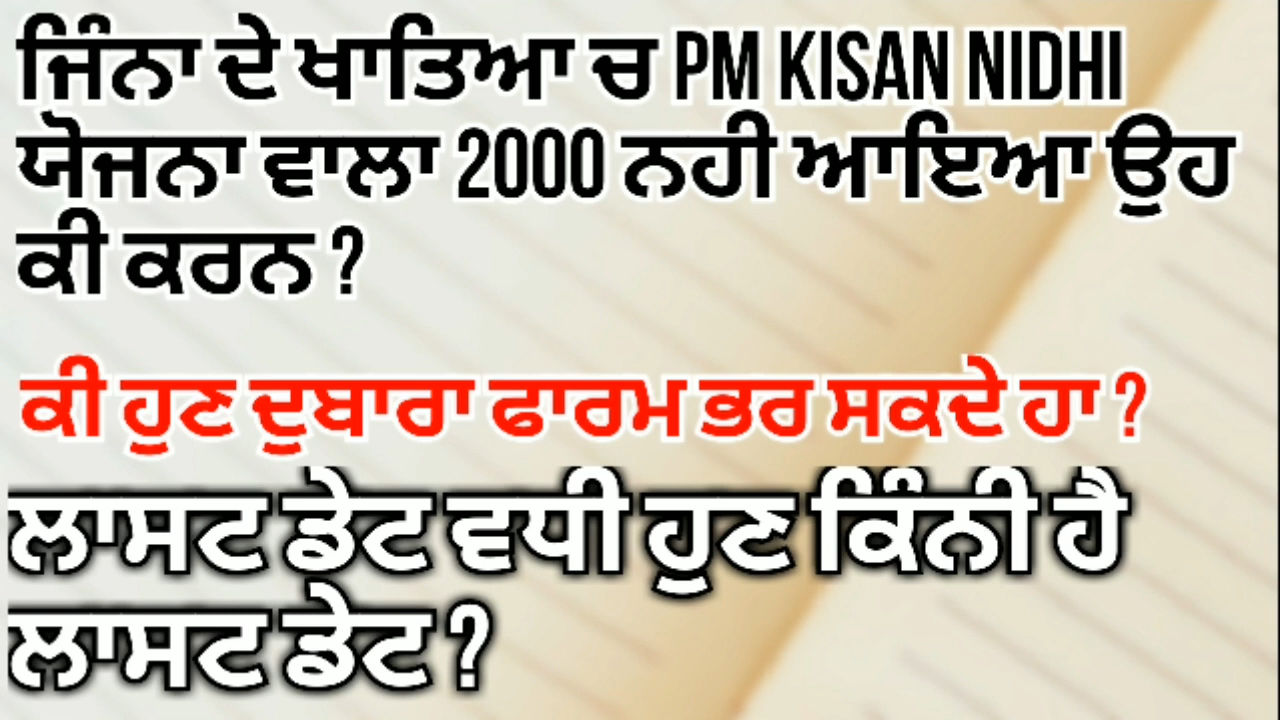 ਜਿੰਨਾ ਦੇ ਖਾਤਿਆ ਚ PM KISAN NIDHI
ਯੋਜਨਾ ਵਾਲਾ 2000 ਨਹੀ ਆਇਆ ਉਹ
ਕੀ ਕਰਨ ?
ਕੀ ਹੁਣ ਦੁਬਾਰਾ ਫਾਰਮ ਭਰ ਸਕਦੇ ਹਾ ?
ਲਾਸਟ ਡੇਟ ਵਧੀ ਹੁਣ ਕਿੰਨੀ ਹੈ
ਲਾਸਟ ਡੇਟ ?